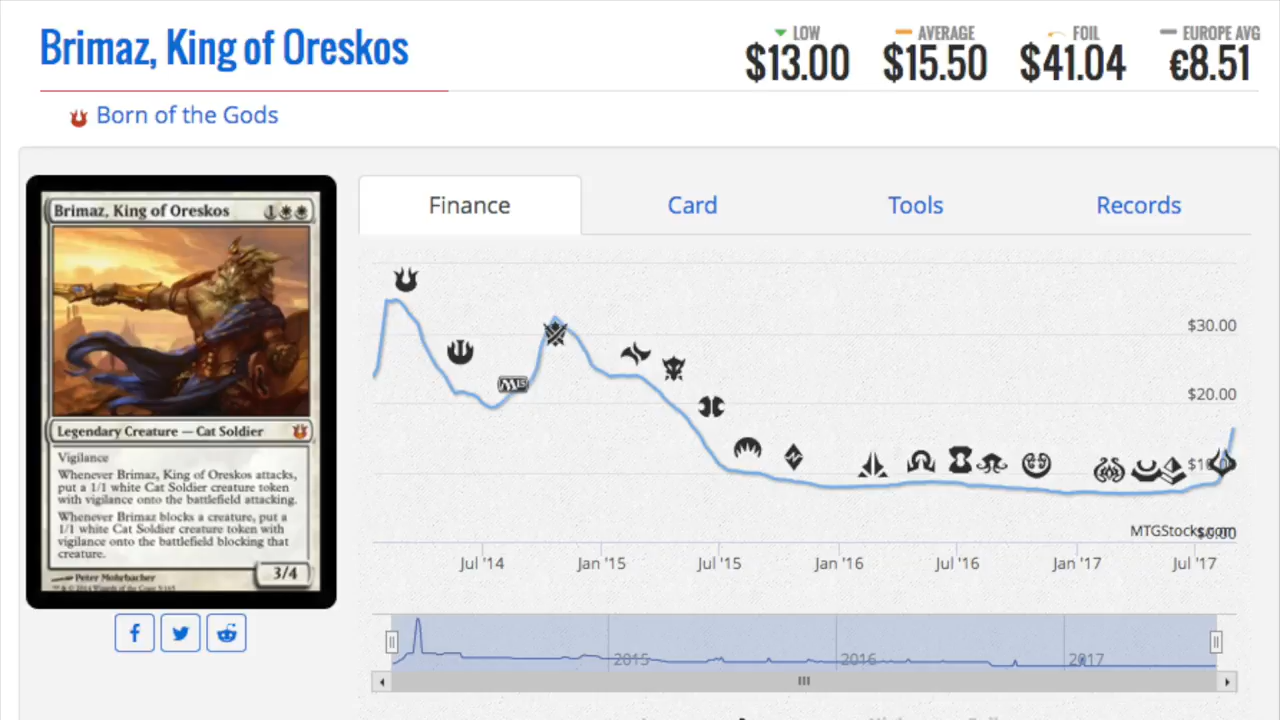 Brimaz, King of Oreskos
LOW
$13.00
AVERAGE
$15.50
FOIL
$41.04
EUROPE AVG
€8.51
Born of the Gods
Brimaz, King of Oreskos 1
Legendary Creature — Cat Soldier
Vigilance
Whenever Brimaz, King of Oreskos attacks,
put a 1/1 white Cat Soldier creature token
with vigilance onto the battlefield attacking.
Whenever Brimaz blocks a creature, put a
1/1 white Cat Soldier creature token with
vigilance onto the battlefield blocking that
creature.
3/4
Peter Mohrbacher
Finance
Card
Tools
Records
M15
$30.00
$20.00
MTGStocks.com
$0.00
Jul '14
Jan '15
Jul '15
Jan '16
Jul '16
Jan '17
Jul '17
2015
2016
2017